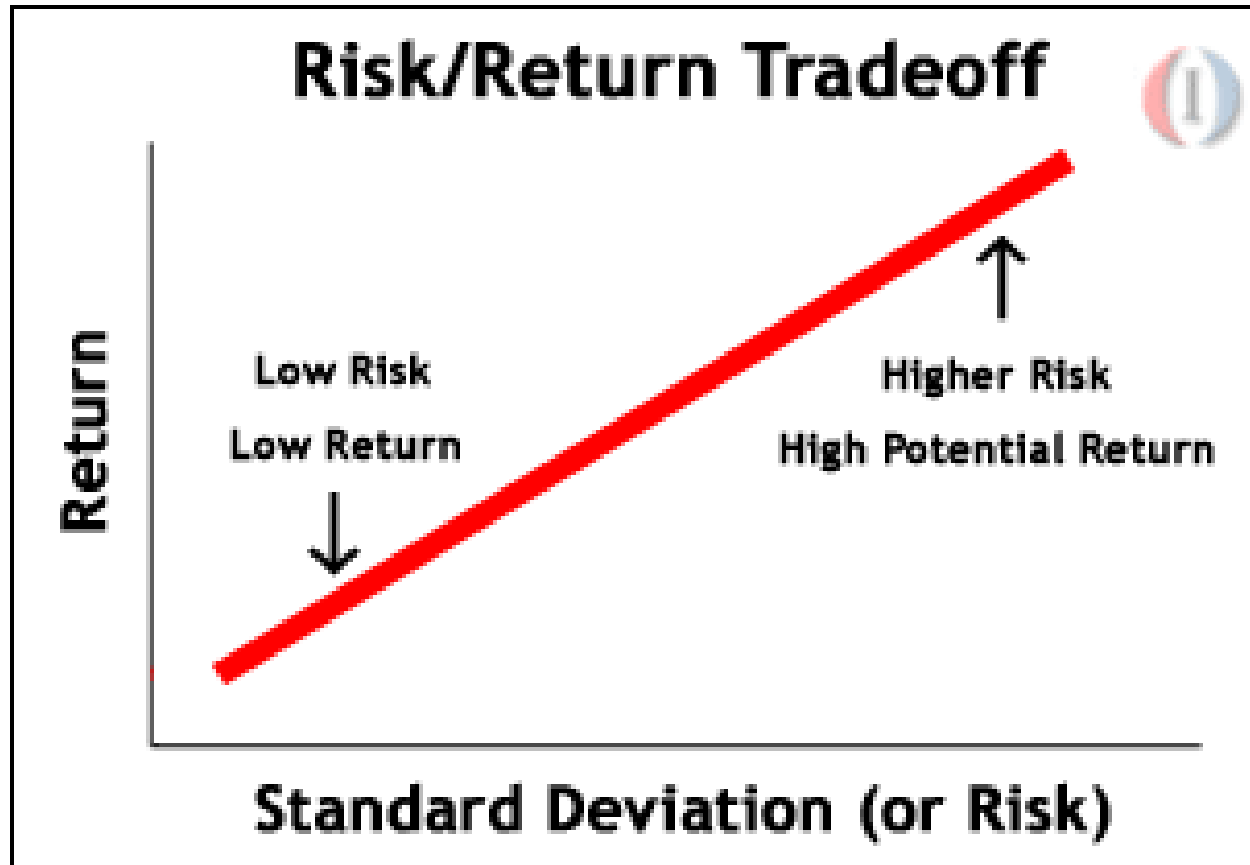 Risk/Return Tradeoff
Return
Low Risk
Low Return
Higher Risk
High Potential Return
Standard Deviation (or Risk)